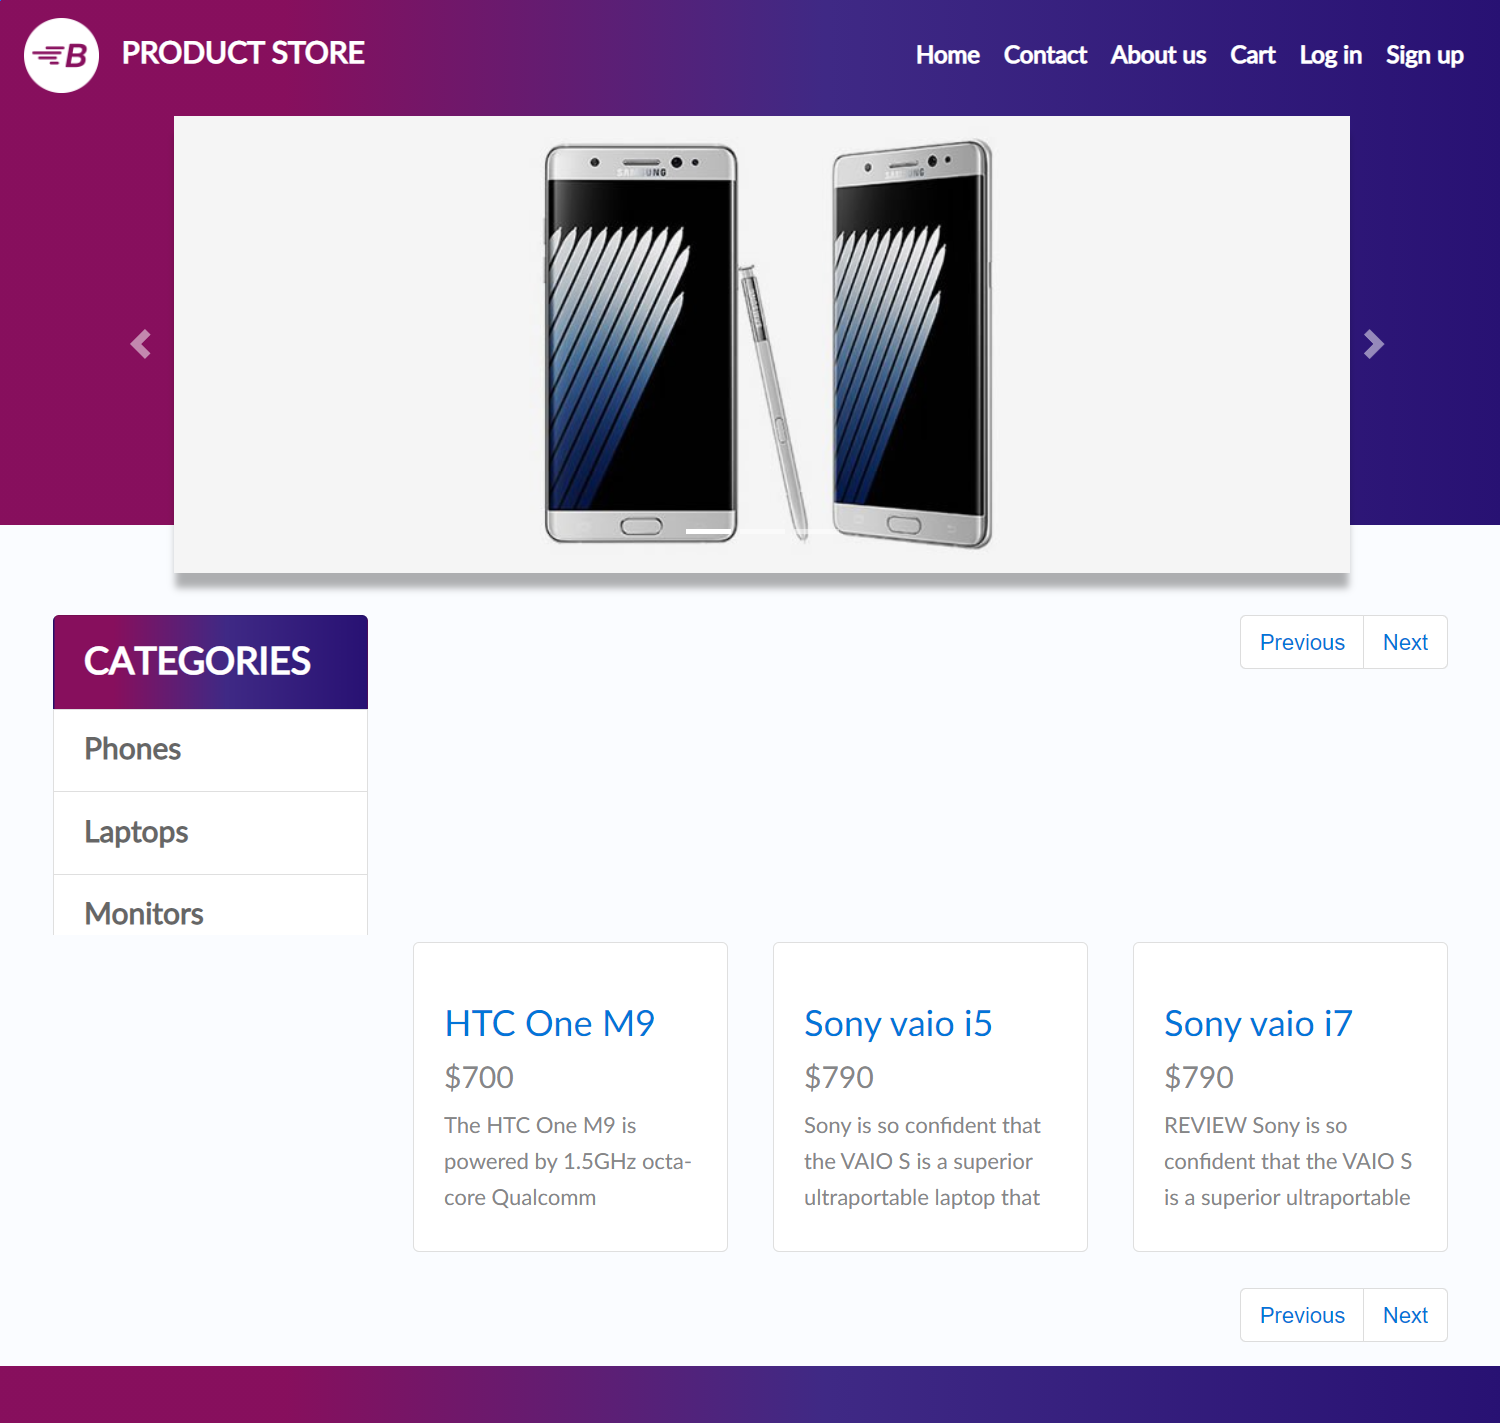 B
PRODUCT STORE
Home Contact About us Cart Log in Sign up
SAMSUNG SAMSUNG
CATEGORIES
Previous Next
Phones
Laptops
Monitors
HTC One M9
$700
The HTC One M9 is
powered by 1.5GHz octa-
core Qualcomm
Sony vaio i5
$790
Sony is so confident that
the VAIO S is a superior
ultraportable laptop that
Sony vaio i7
$790
REVIEW Sony is so
confident that the VAIO S
is a superior ultraportable
Previous Next